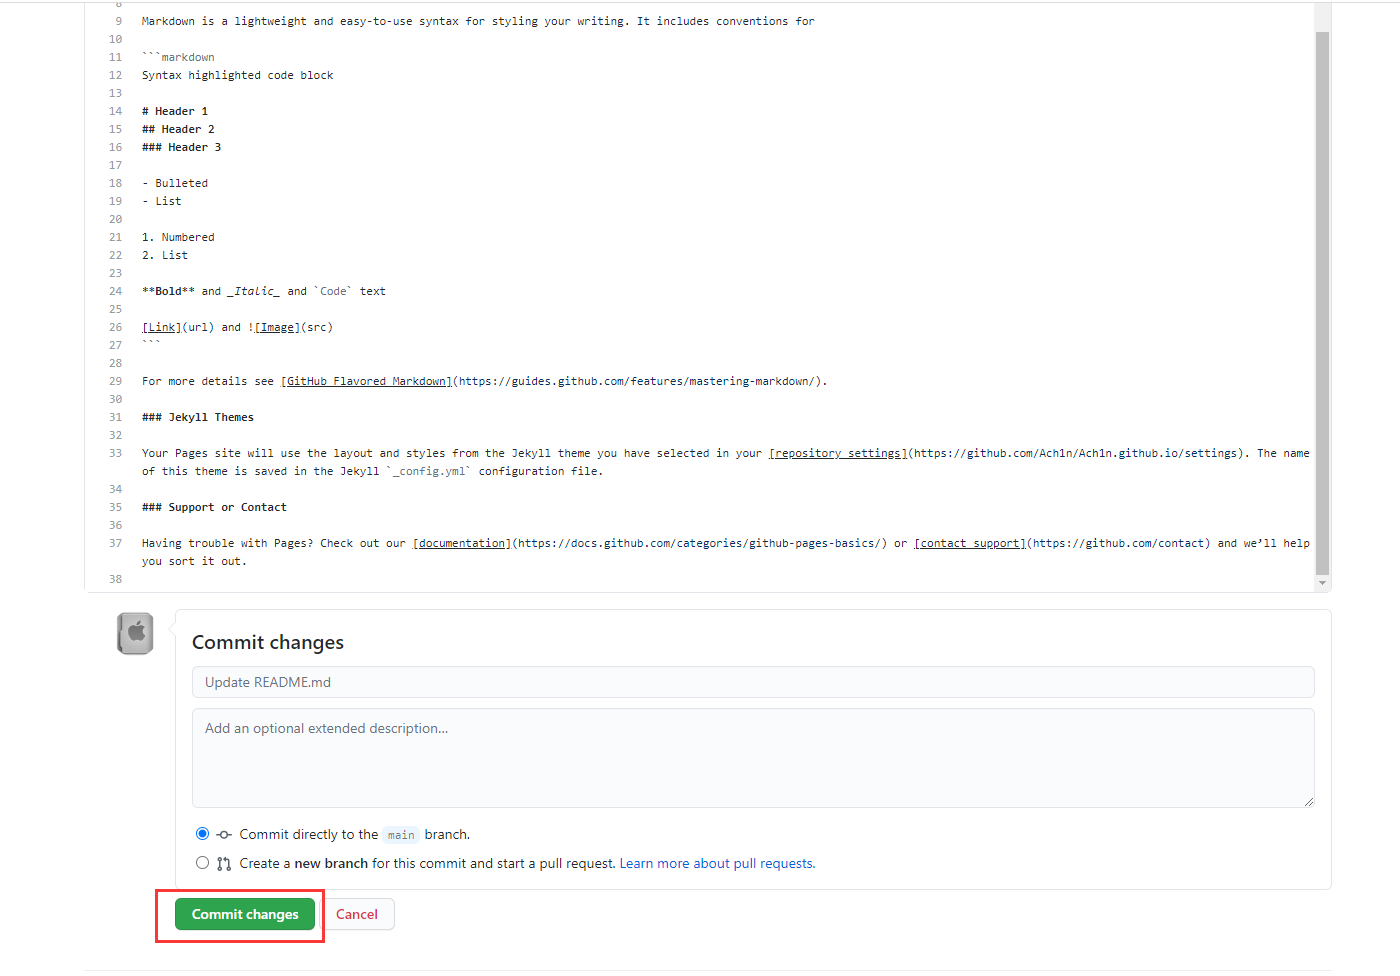 8
9 Markdown is a lightweight and easy-to-use syntax for styling your writing. It includes conventions for
10
11 ```markdown
12 Syntax highlighted code block
13
14 # Header 1
15 ## Header 2
16 ### Header 3
17
18 - Bulleted
19 - List
20
21 1. Numbered
22 2. List
23
24 **Bold** and _Italic_ and `Code` text
25
26 [Link](url) and ![Image](src)
27 ```
28
29 For more details see [GitHub Flavored Markdown](https://guides.github.com/features/mastering-markdown/).
30
31 ### Jekyll Themes
32
33 Your Pages site will use the layout and styles from the Jekyll theme you have selected in your [repository settings](https://github.com/Ach1n/Ach1n.github.io/settings). The name
of this theme is saved in the Jekyll `_config.yml` configuration file.
34
35 ### Support or Contact
36
37 Having trouble with Pages? Check out our [documentation](https://docs.github.com/categories/github-pages-basics/) or [contact support](https://github.com/contact) and we’ll help
you sort it out.
38
Commit changes
Update README.md
Add an optional extended description...
Commit directly to the main branch.
Create a new branch for this commit and start a pull request. Learn more about pull requests.
Commit changes Cancel